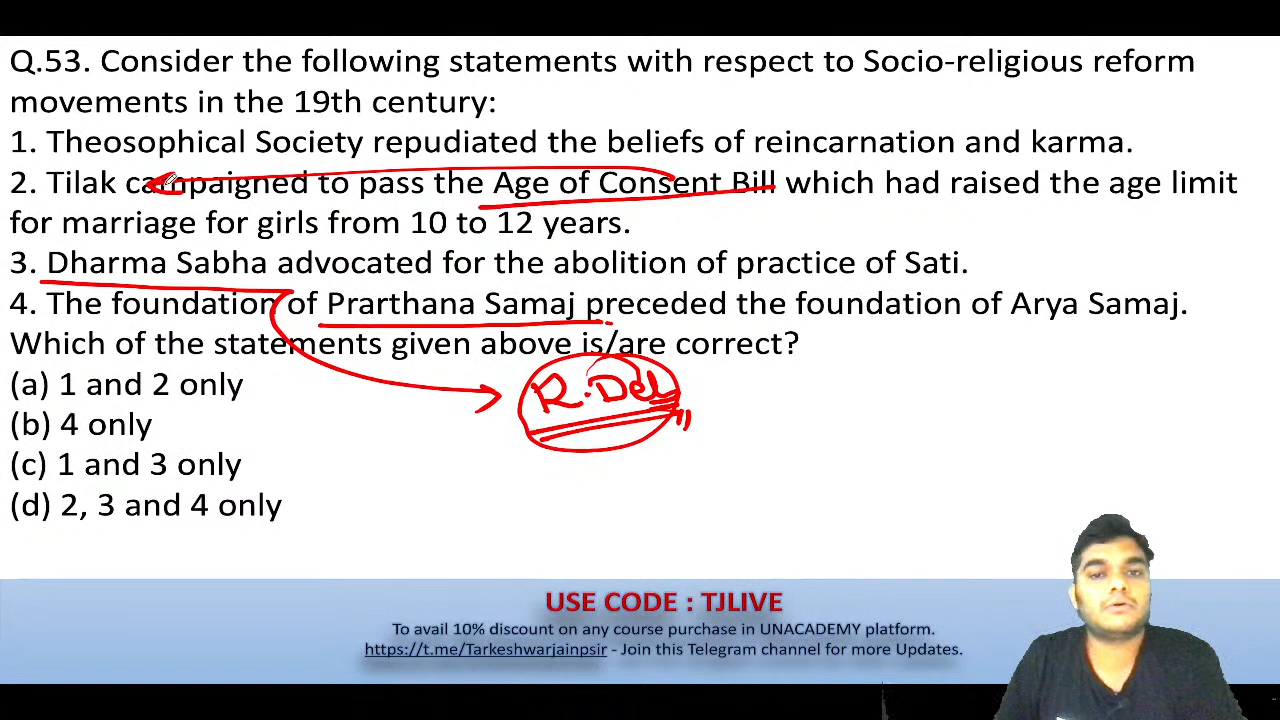 Q.53. Consider the following statements with respect to Socio-religious reform
movements in the 19th century:
1. Theosophical Society repudiated the beliefs of reincarnation and karma.
2. Tilak campaigned to pass the Age of Consent Bill which had raised the age limit
for marriage for girls from 10 to 12 years.
3. Dharma Sabha advocated for the abolition of practice of Sati.
4. The foundation of Prarthana Samaj preceded the foundation of Arya Samaj.
Which of the statements given above is/are correct?
(a) 1 and 2 only
R. Deb
(b) 4 only
(c) 1 and 3 only
(d) 2, 3 and 4 only
USE CODE : TJLIVE
To avail 10% discount on any course purchase in UNACADEMY platform.
https://t.me/Tarkeshwarjainpsir - Join this Telegram channel for more Updates.